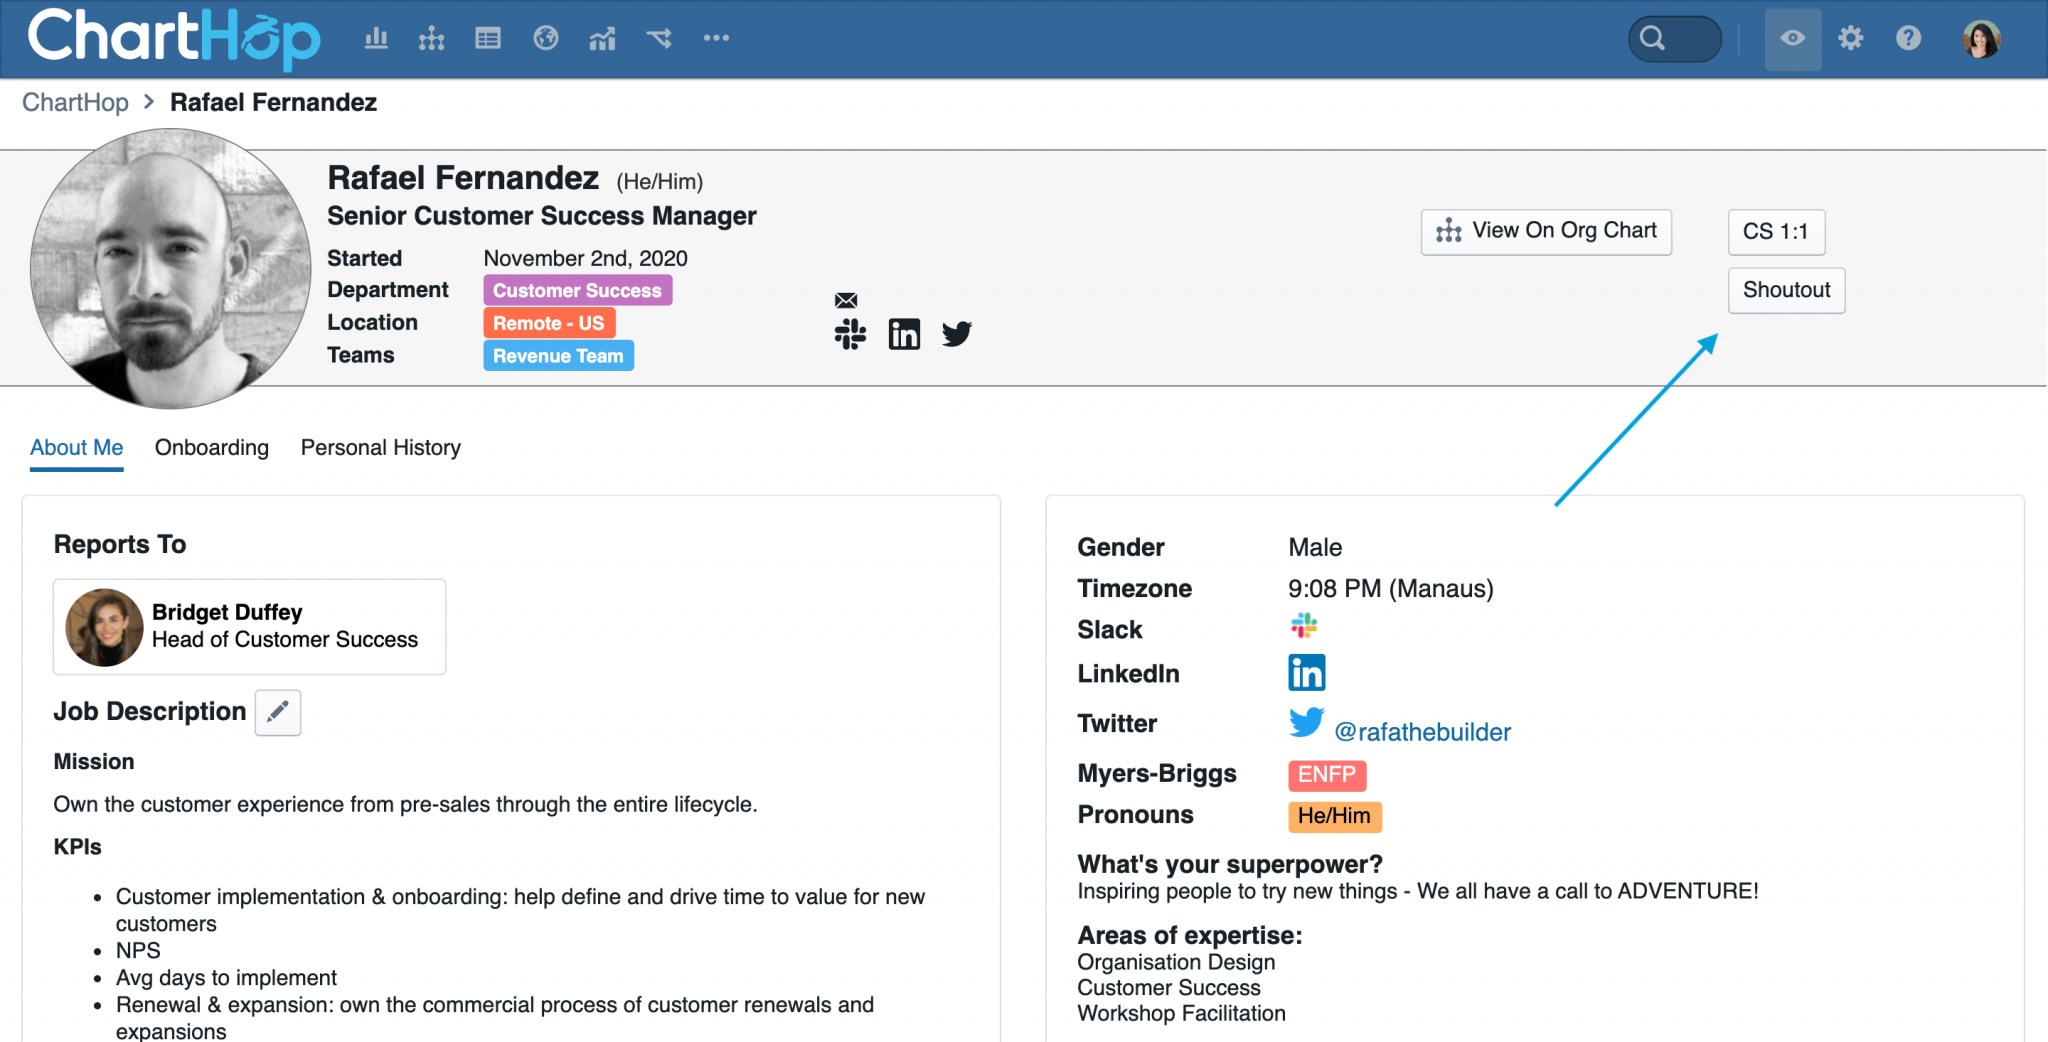 ChartHop
ChartHop > Rafael Fernandez
Rafael Fernandez (He/Him)
Senior Customer Success Manager
Started November 2nd, 2020
Department Customer Success
Location Remote - US
Teams Revenue Team
View On Org Chart
CS 1:1
Shoutout
About Me Onboarding Personal History
Reports To
Bridget Duffey
Head of Customer Success
Job Description
Mission
Own the customer experience from pre-sales through the entire lifecycle.
KPIs
• Customer implementation & onboarding: help define and drive time to value for new
customers
• NPS
• Avg days to implement
• Renewal & expansion: own the commercial process of customer renewals and
expansions
Gender Male
Timezone 9:08 PM (Manaus)
Slack
LinkedIn in
Twitter @rafathebuilder
Myers-Briggs ENFP
Pronouns He/Him
What's your superpower?
Inspiring people to try new things - We all have a call to ADVENTURE!
Areas of expertise:
Organisation Design
Customer Success
Workshop Facilitation